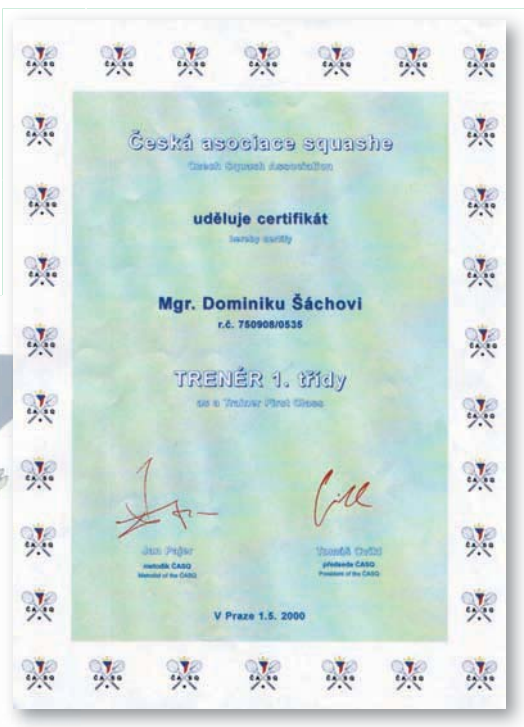 Česká asociace squashe
Czech Squash Association
uděluje certifikát
hereby certify
Mgr. Dominiku Šáchovi
r.č. 750908/0535
TRENÉR 1. třídy
as a Trainer First Class
Jan Pajer
metodik ČASQ
Metodist of the ČASQ
Tomáš
předseda ČASQ
President of the ČASQ
V Praze 1.5. 2000